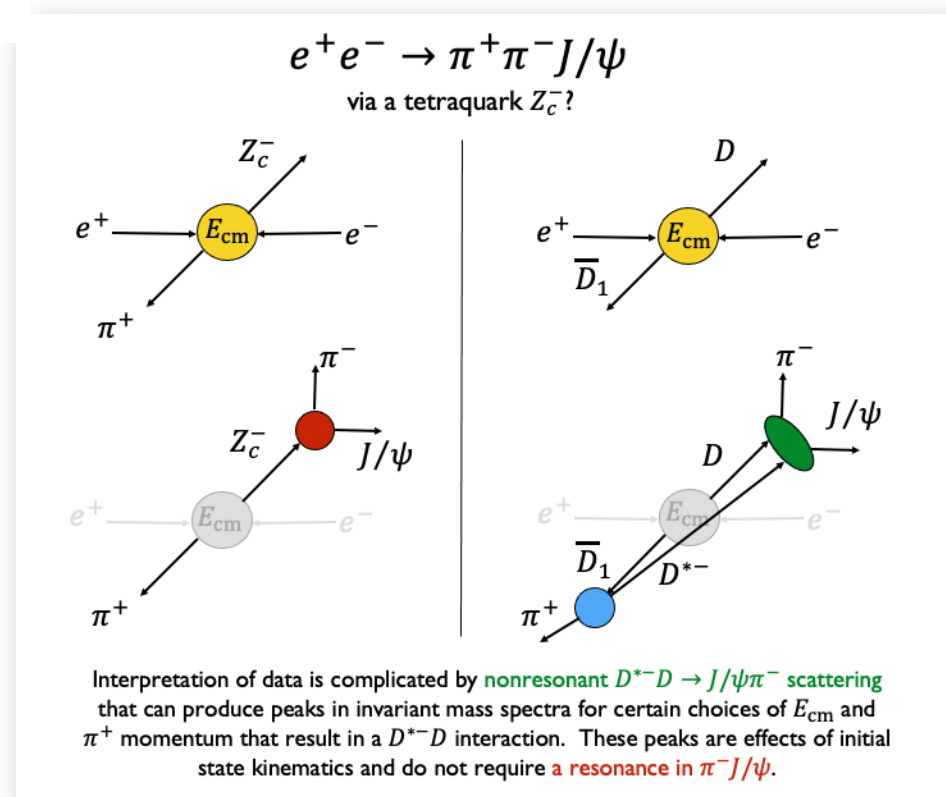 e⁺e⁻ → π⁺π⁻J/ψ
via a tetraquark Z_c⁻?
Z_c⁻
e⁺ E_cm e⁻
π⁺
D
e⁺ E_cm e⁻
D̅₁
π⁻
Z_c⁻
J/ψ
e⁺ E_cm e⁻
π⁺
π⁻
J/ψ
D
e⁺ E_cm e⁻
D̅₁
D*⁻
π⁺
Interpretation of data is complicated by nonresonant D*⁻D → J/ψπ⁻ scattering
that can produce peaks in invariant mass spectra for certain choices of E_cm and
π⁺ momentum that result in a D*⁻D interaction. These peaks are effects of initial
state kinematics and do not require a resonance in π⁻J/ψ.